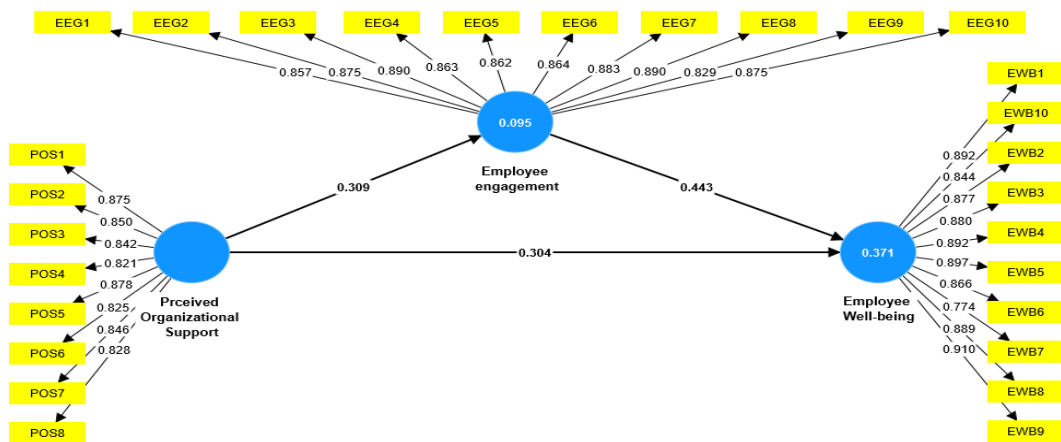 EEG1 EEG2 EEG3 EEG4 EEG5 EEG6 EEG7 EEG8 EEG9 EEG10
0.857 0.875 0.890 0.863 0.862 0.864 0.883 0.890 0.829 0.875
0.095
Employee
engagement
POS1
POS2
POS3
POS4
POS5
POS6
POS7
POS8
0.875
0.850
0.842
0.821
0.878
0.825
0.846
0.828
Prceived
Organizational
Support
0.309
0.443
0.304
0.371
Employee
Well-being
0.892
0.844
0.877
0.880
0.892
0.897
0.866
0.774
0.889
0.910
EWB1
EWB10
EWB2
EWB3
EWB4
EWB5
EWB6
EWB7
EWB8
EWB9